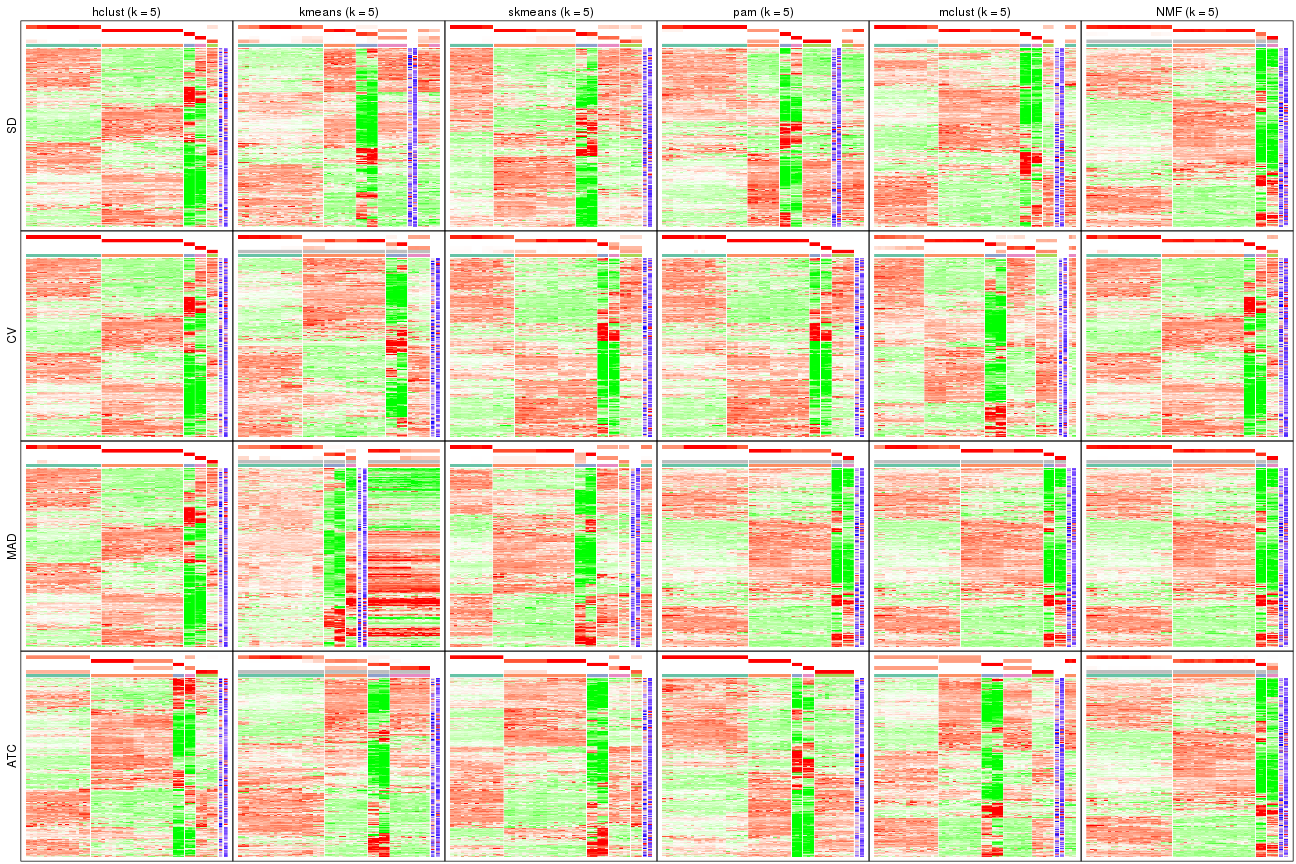 hclust (k = 5) kmeans (k = 5) skmeans (k = 5) pam (k = 5) mclust (k = 5) NMF (k = 5)
SD
CV
MAD
ATC